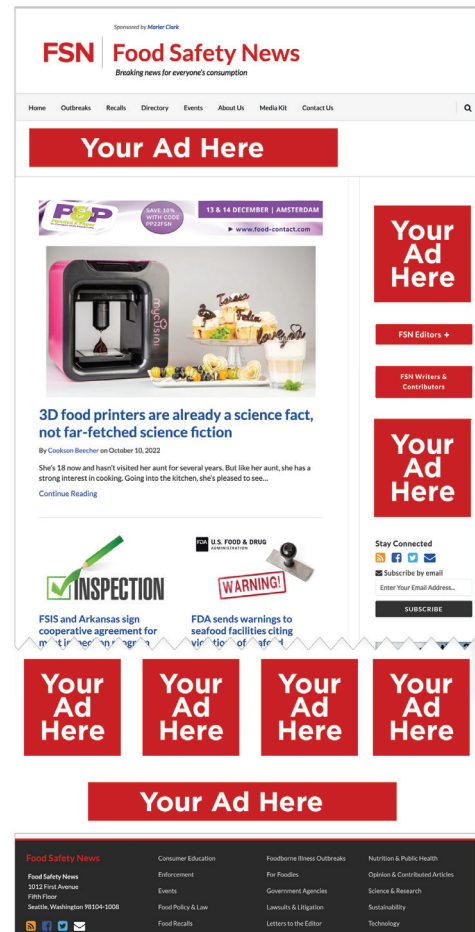 Sponsored by Marler Clark
FSN Food Safety News
Breaking news for everyone's consumption
Home Outbreaks Recalls Directory Events About Us Media Kit Contact Us
Your Ad Here
P&P
SAVE 10%
WITH CODE
PP22FSN
13 & 14 DECEMBER | AMSTERDAM
www.food-contact.com
mycusini
3D food printers are already a science fact,
not far-fetched science fiction
By Cookson Beecher on October 10, 2022
She's 18 now and hasn't visited her aunt for several years. But like her aunt, she has a
strong interest in cooking. Going into the kitchen, she's pleased to see...
Continue Reading
INSPECTION
FSIS and Arkansas sign
cooperative agreement for
meat inspection program
FDA U.S. FOOD & DRUG
ADMINISTRATION
WARNING!
FDA sends warnings to
seafood facilities citing
violations of seafood
Your
Ad
Here
FSN Editors +
FSN Writers &
Contributors
Your
Ad
Here
Stay Connected
Subscribe by email
Enter Your Email Address...
SUBSCRIBE
Your
Ad
Here
Your
Ad
Here
Your
Ad
Here
Your
Ad
Here
Your Ad Here
Food Safety News
Food Safety News
1012 First Avenue
Fifth Floor
Seattle, Washington 98104-1008
Consumer Education
Enforcement
Events
Food Policy & Law
Food Recalls
Foodborne Illness Outbreaks
For Foodies
Government Agencies
Lawsuits & Litigation
Letters to the Editor
Nutrition & Public Health
Opinion & Contributed Articles
Science & Research
Sustainability
Technology